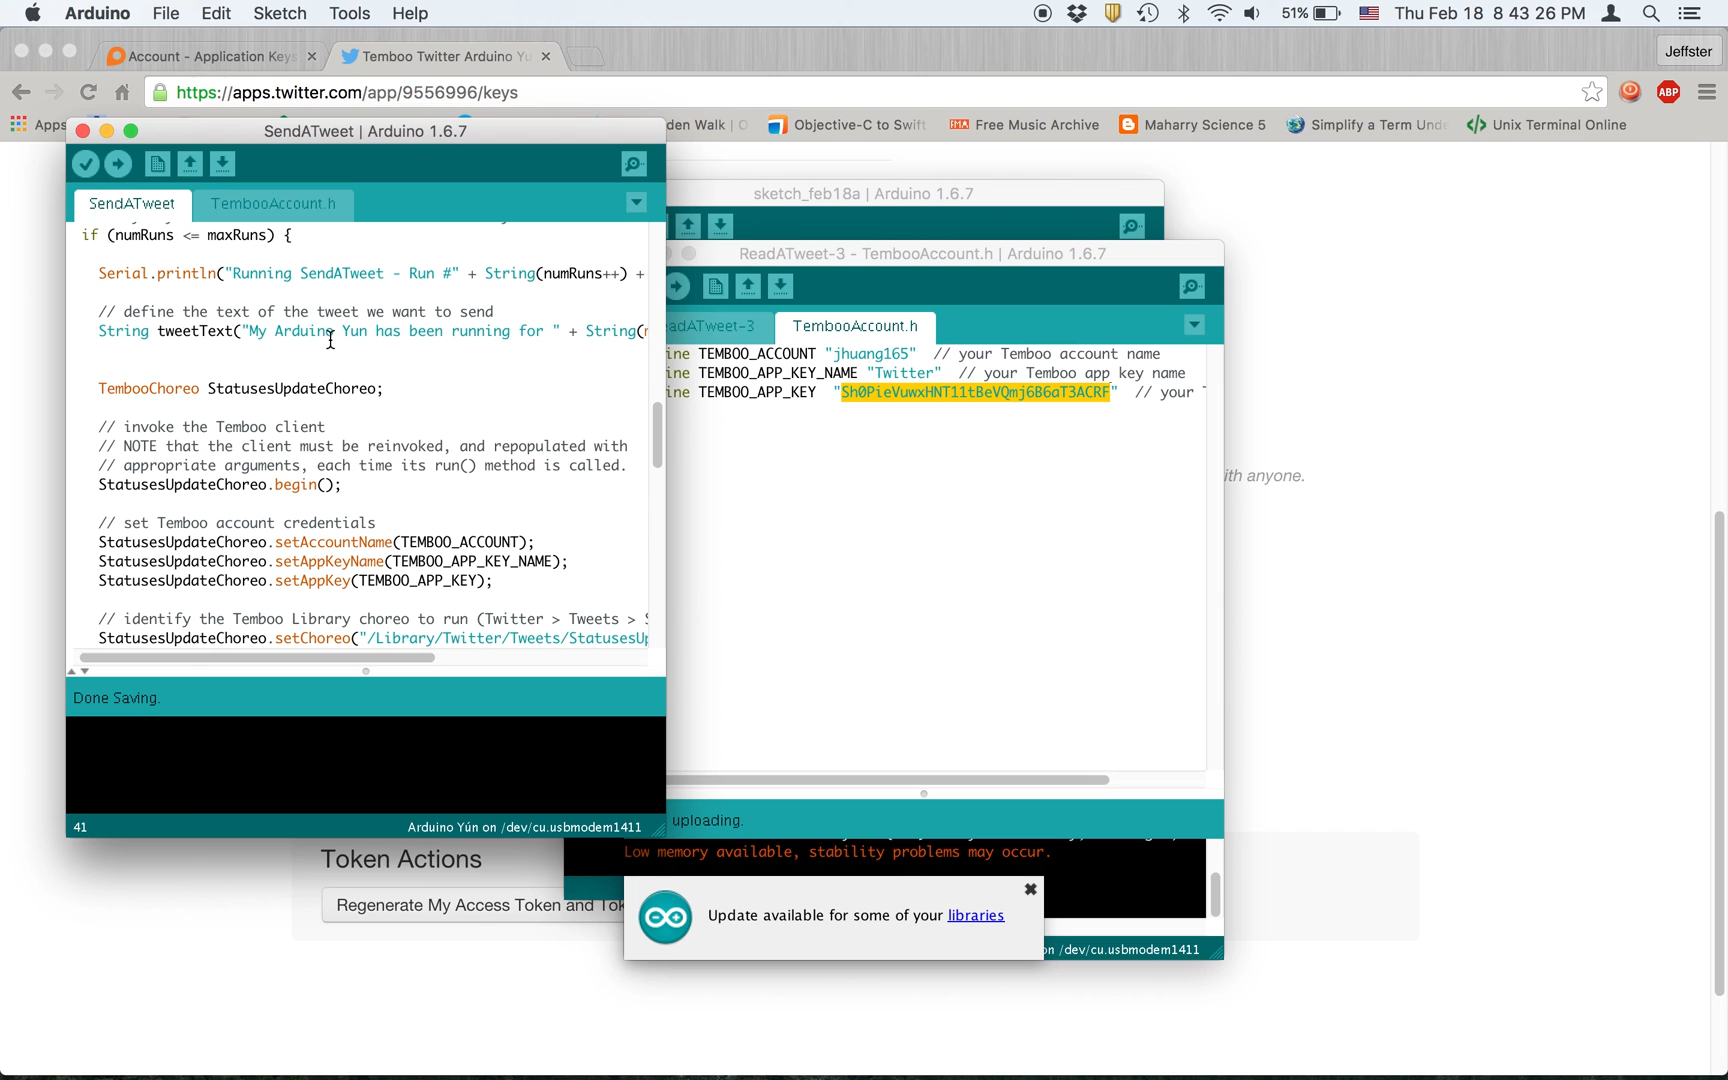 Arduino File Edit Sketch Tools Help
51% Thu Feb 18 8 43 26 PM
Account - Application Keys
Temboo Twitter Arduino Yu
Jeffster
https://apps.twitter.com/app/9556996/keys
ABP
Apps
den Walk | O
Objective-C to Swift
IMA Free Music Archive
Maharry Science 5
Simplify a Term Unde
Unix Terminal Online
SendATweet | Arduino 1.6.7
SendATweet
TembooAccount.h
if (numRuns <= maxRuns) {
Serial.println("Running SendATweet - Run #" + String(numRuns++) +
// define the text of the tweet we want to send
String tweetText("My Arduino Yun has been running for " + String(
TembooChoreo StatusesUpdateChoreo;
// invoke the Temboo client
// NOTE that the client must be reinvoked, and repopulated with
// appropriate arguments, each time its run() method is called.
StatusesUpdateChoreo.begin();
// set Temboo account credentials
StatusesUpdateChoreo.setAccountName(TEMBOO_ACCOUNT);
StatusesUpdateChoreo.setAppKeyName(TEMBOO_APP_KEY_NAME);
StatusesUpdateChoreo.setAppKey(TEMBOO_APP_KEY);
// identify the Temboo Library choreo to run (Twitter > Tweets > S
StatusesUpdateChoreo.setChoreo("/Library/Twitter/Tweets/StatusesUp
Done Saving.
41
Arduino Yún on /dev/cu.usbmodem1411
sketch_feb18a | Arduino 1.6.7
ReadATweet-3 - TembooAccount.h | Arduino 1.6.7
eadATweet-3
TembooAccount.h
ine TEMBOO_ACCOUNT "jhuang165" // your Temboo account name
ine TEMBOO_APP_KEY_NAME "Twitter" // your Temboo app key name
ine TEMBOO_APP_KEY "Sh0PieVuwxHNT11tBeVQmj6B6aT3ACRF" // your T
ith anyone.
uploading.
Low memory available, stability problems may occur.
Token Actions
Regenerate My Access Token and Tok
Update available for some of your libraries
on /dev/cu.usbmodem1411